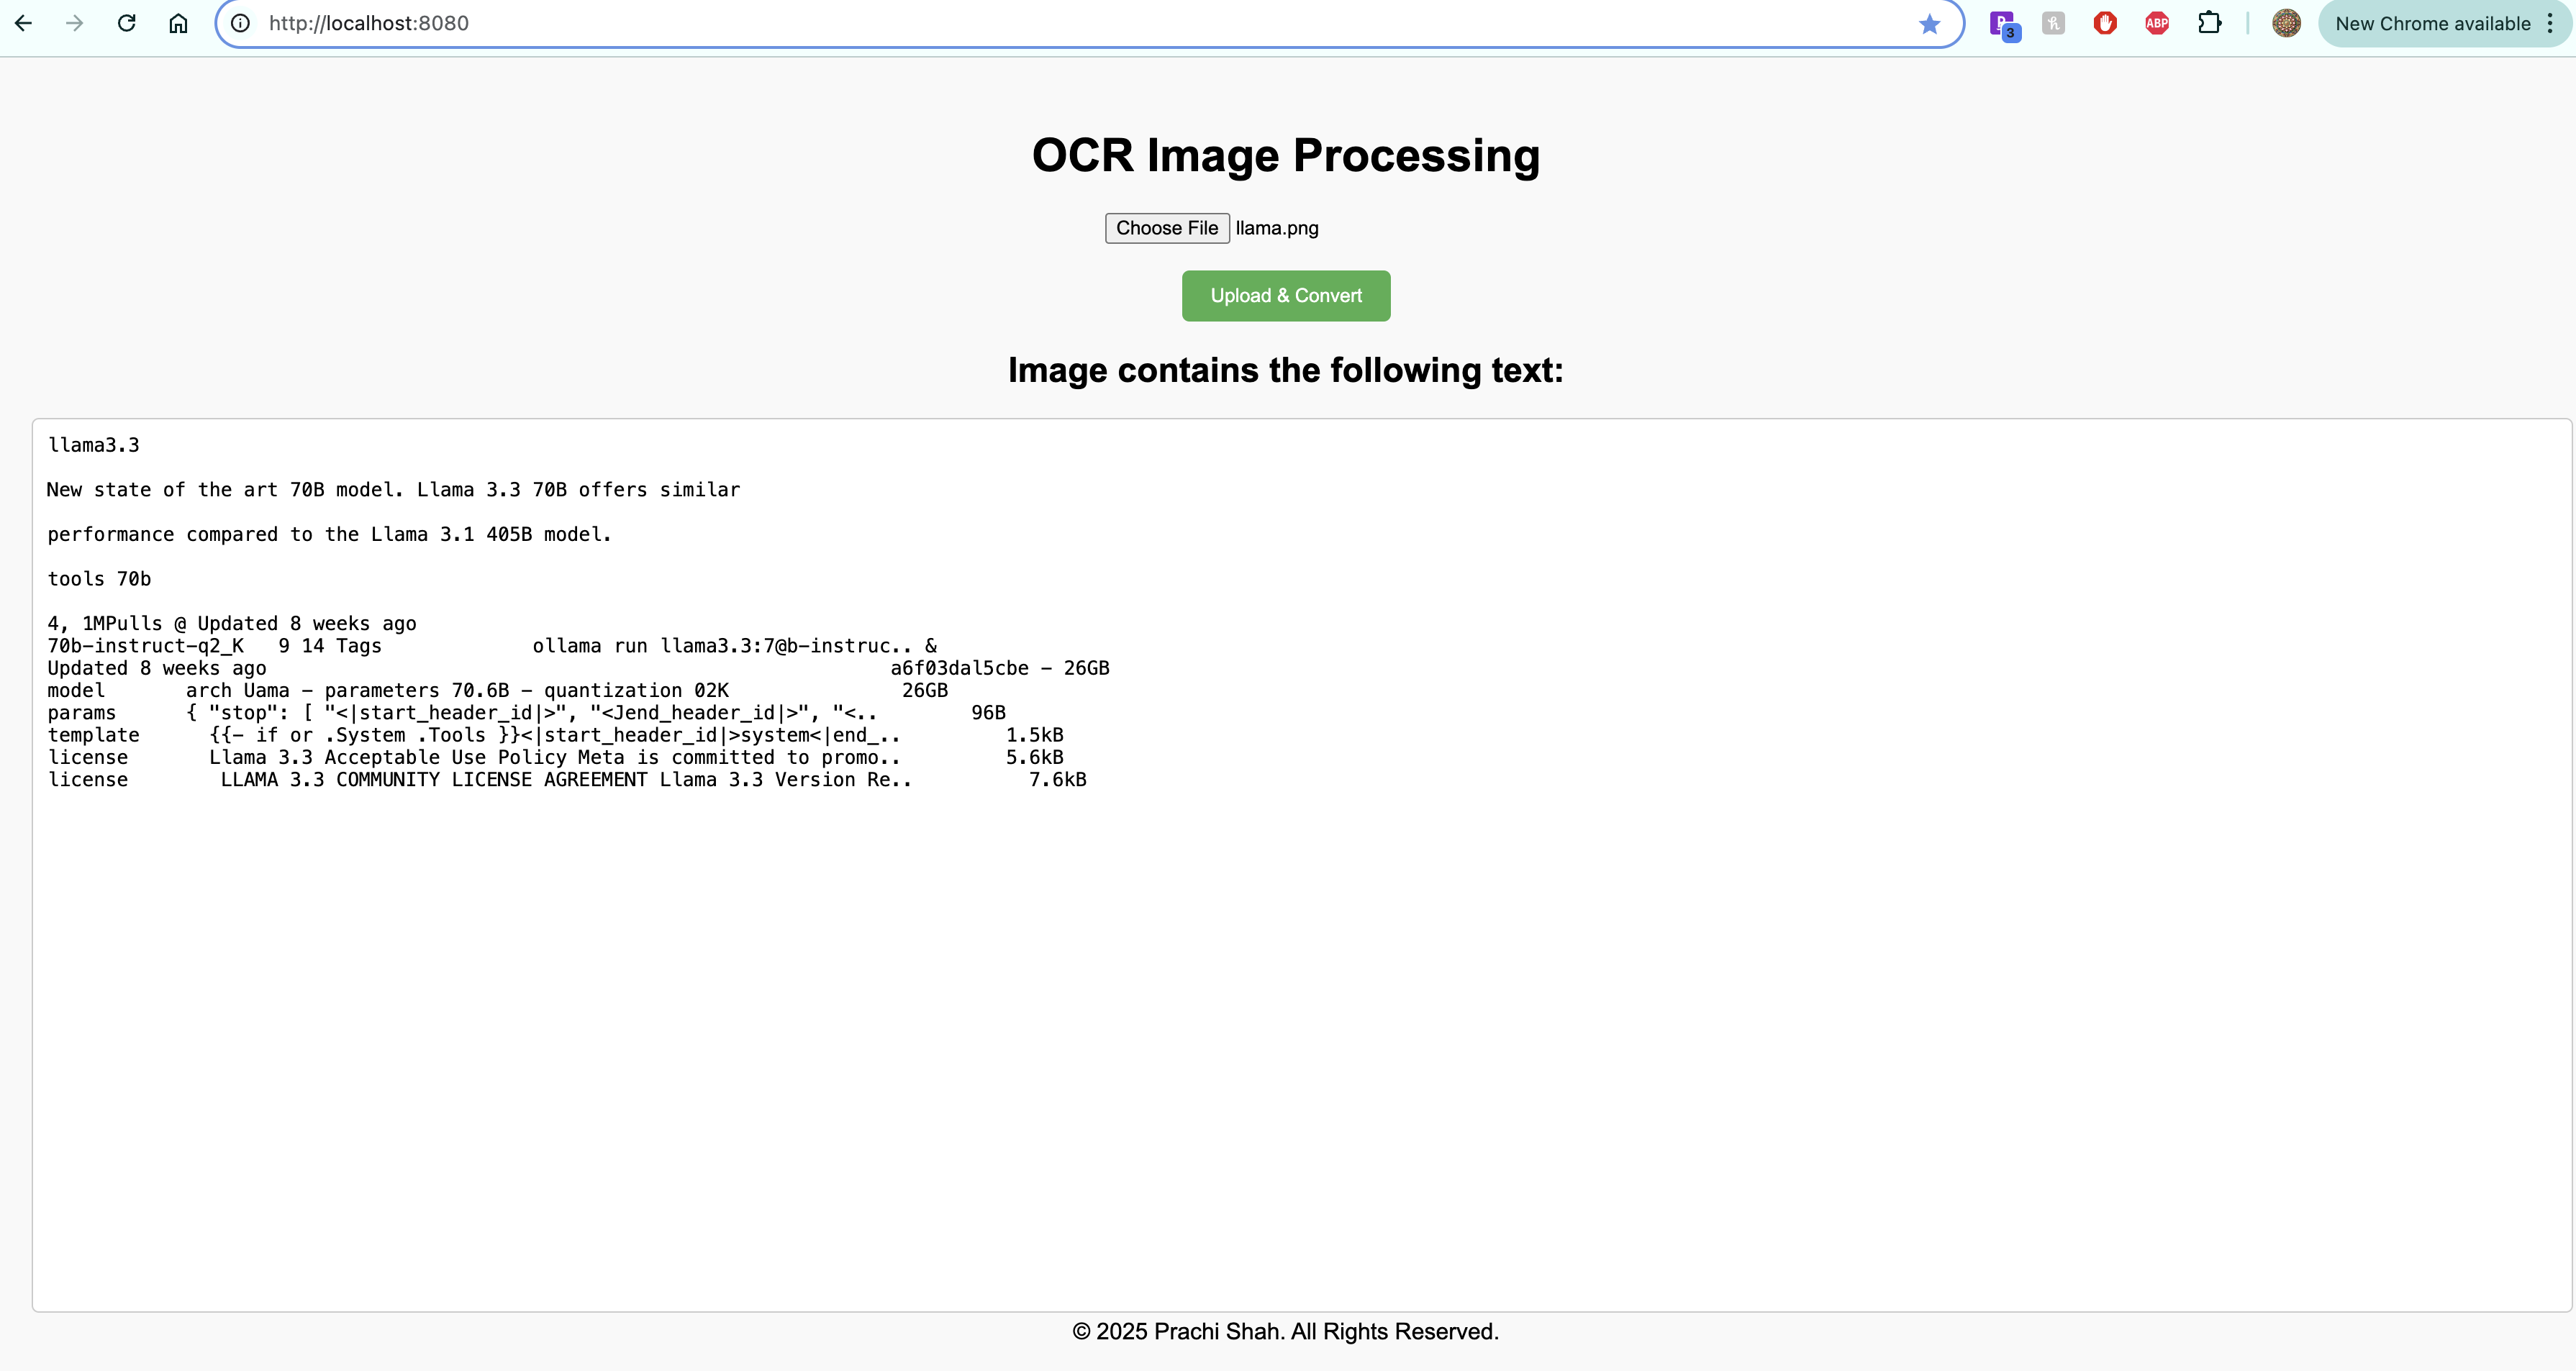 http://localhost:8080
3
ABP
New Chrome available
OCR Image Processing
Choose File llama.png
Upload & Convert
Image contains the following text:
llama3.3
New state of the art 70B model. Llama 3.3 70B offers similar
performance compared to the Llama 3.1 405B model.
tools 70b
4, 1MPulls @ Updated 8 weeks ago
70b-instruct-q2_K 9 14 Tags ollama run llama3.3:7@b-instruc.. &
Updated 8 weeks ago a6f03dal5cbe - 26GB
model arch Uama - parameters 70.6B - quantization 02K 26GB
params { "stop": [ "<|start_header_id|>", "<Jend_header_id|>", "<.. 96B
template {{- if or .System .Tools }}<|start_header_id|>system<|end_.. 1.5kB
license Llama 3.3 Acceptable Use Policy Meta is committed to promo.. 5.6kB
license LLAMA 3.3 COMMUNITY LICENSE AGREEMENT Llama 3.3 Version Re.. 7.6kB
© 2025 Prachi Shah. All Rights Reserved.